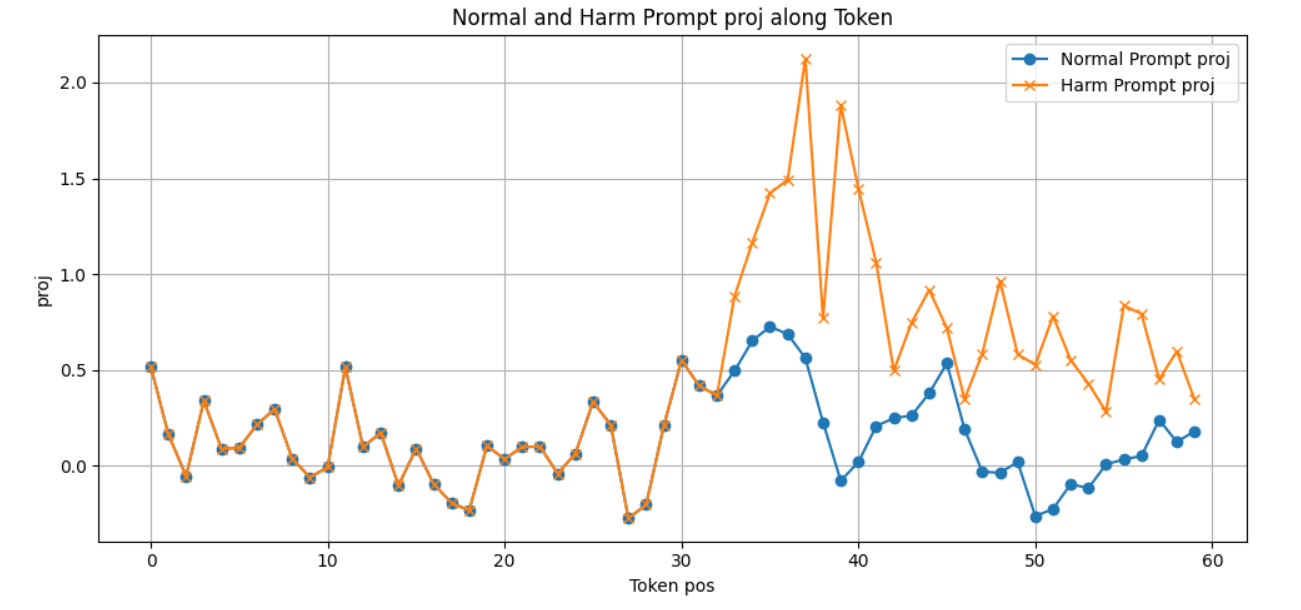 Normal and Harm Prompt proj along Token
Normal Prompt proj
Harm Prompt proj
2.0
1.5
1.0
0.5
0.0
proj
0 10 20 30 40 50 60
Token pos